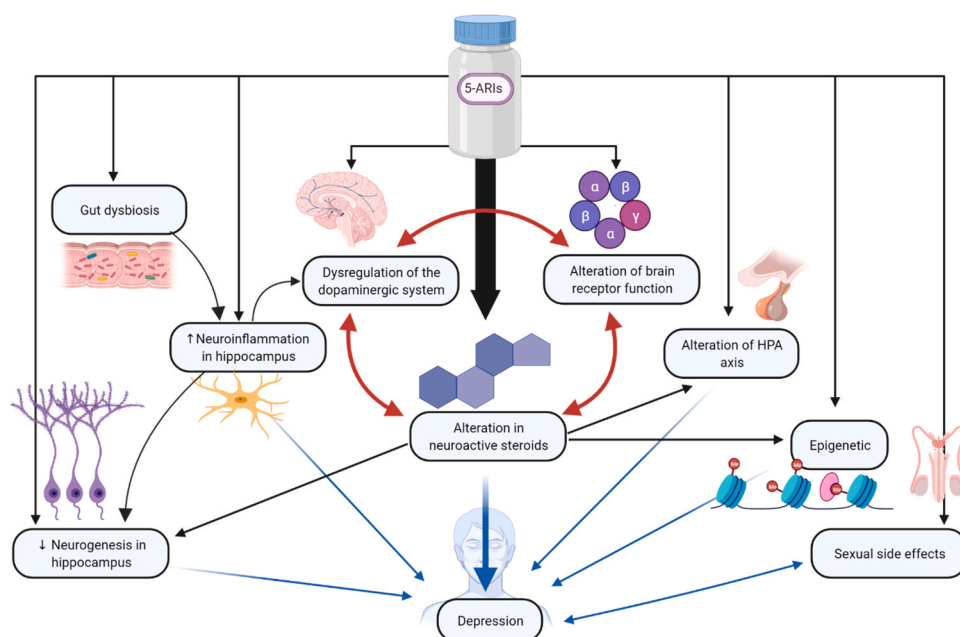 5-ARIs
Gut dysbiosis
α β
β γ
α
Dysregulation of the
dopaminergic system
Alteration of brain
receptor function
↑Neuroinflammation
in hippocampus
Alteration of HPA
axis
Alteration in
neuroactive steroids
Epigenetic
Me
Me
Me
Me
↓ Neurogenesis in
hippocampus
Sexual side effects
Depression